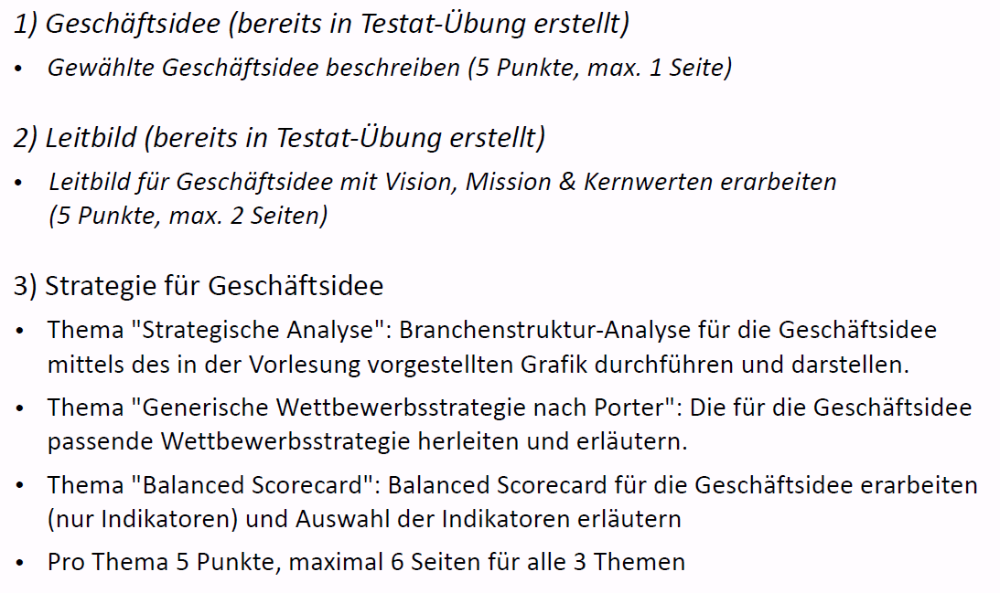 1) Geschäftsidee (bereits in Testat-Übung erstellt)
• Gewählte Geschäftsidee beschreiben (5 Punkte, max. 1 Seite)
2) Leitbild (bereits in Testat-Übung erstellt)
• Leitbild für Geschäftsidee mit Vision, Mission & Kernwerten erarbeiten
(5 Punkte, max. 2 Seiten)
3) Strategie für Geschäftsidee
• Thema "Strategische Analyse": Branchenstruktur-Analyse für die Geschäftsidee
mittels des in der Vorlesung vorgestellten Grafik durchführen und darstellen.
• Thema "Generische Wettbewerbsstrategie nach Porter": Die für die Geschäftsidee
passende Wettbewerbsstrategie herleiten und erläutern.
• Thema "Balanced Scorecard": Balanced Scorecard für die Geschäftsidee erarbeiten
(nur Indikatoren) und Auswahl der Indikatoren erläutern
• Pro Thema 5 Punkte, maximal 6 Seiten für alle 3 Themen